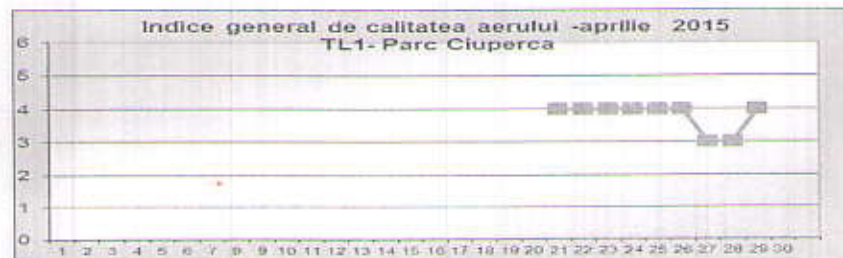 Indice general de calitatea aerului -aprilie 2015
TL1- Parc Ciuperca
6
5
4
3
2
1
0
1 2 3 4 5 6 7 8 9 10 11 12 13 14 15 16 17 18 19 20 21 22 23 24 25 26 27 28 29 30